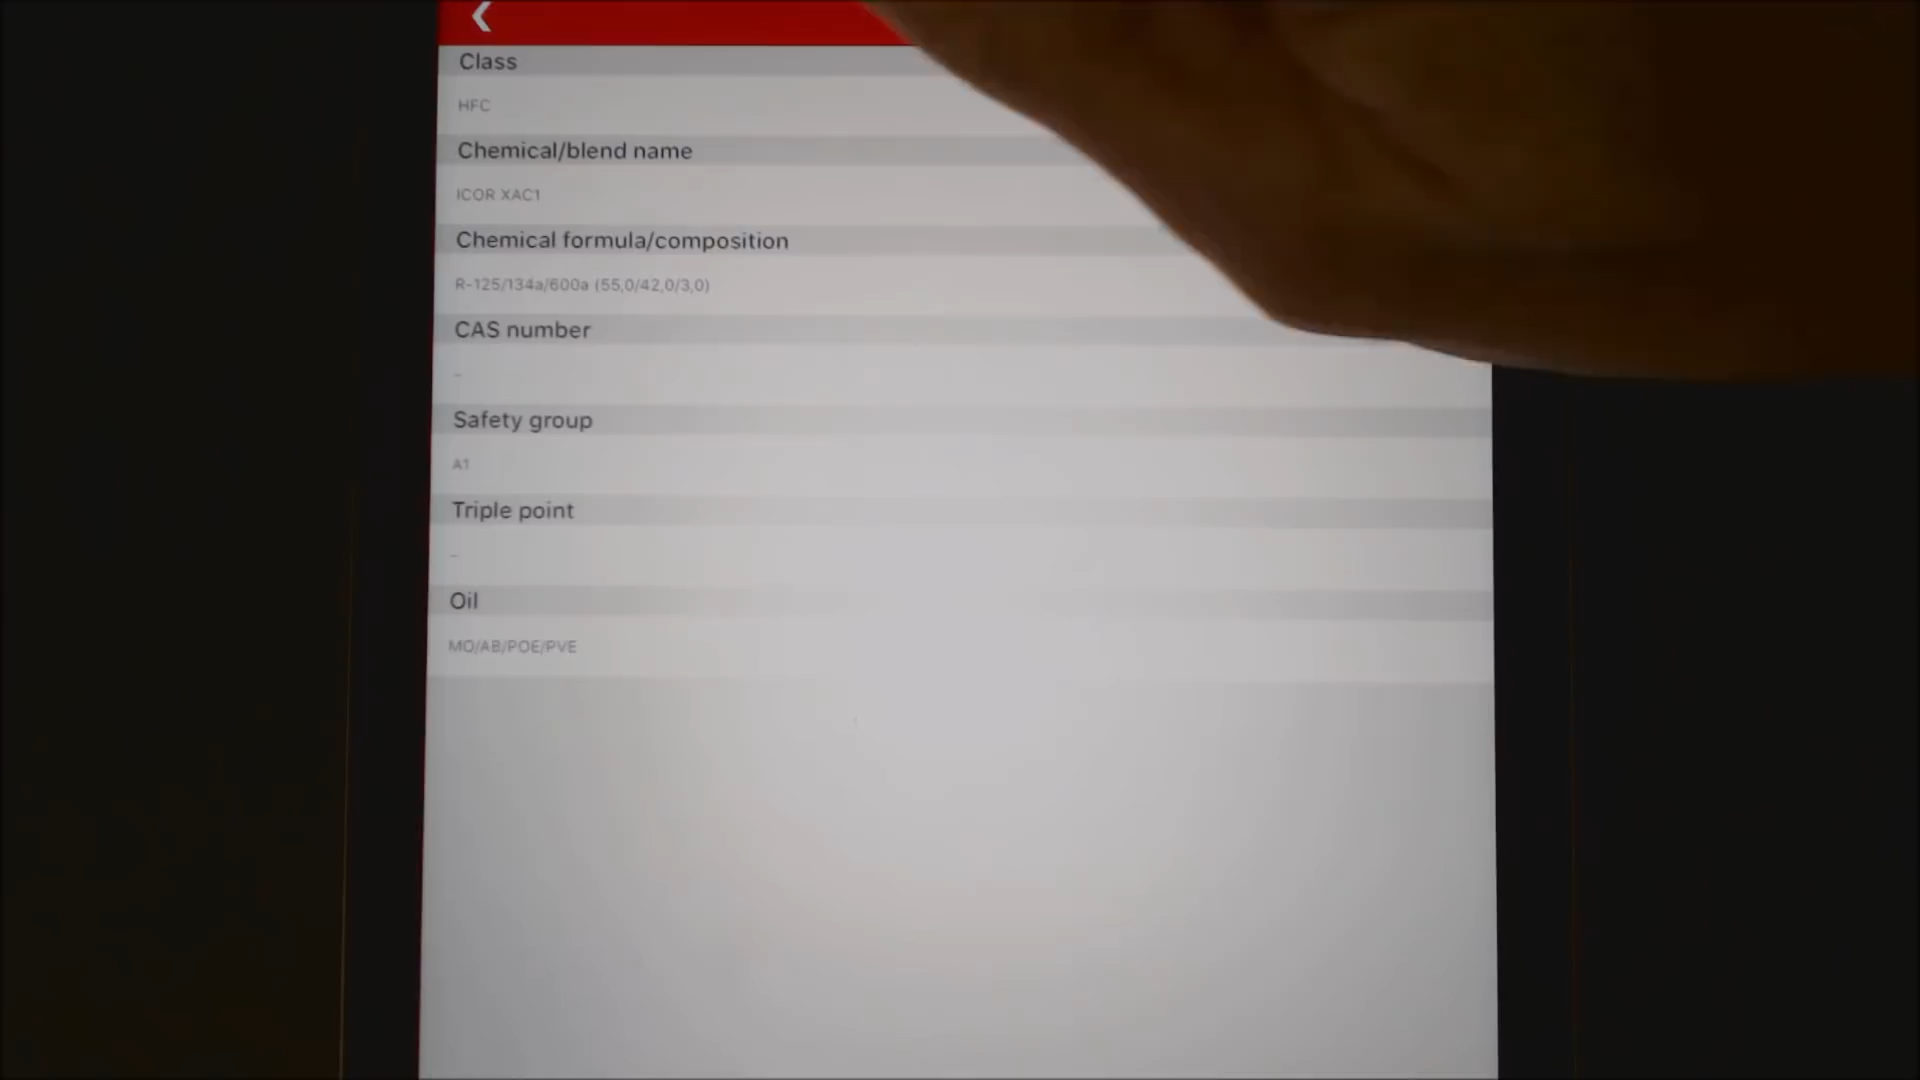 Class
HFC
Chemical/blend name
ICOR XAC1
Chemical formula/composition
R-125/134a/600a (55,0/42,0/3,0)
CAS number
-
Safety group
A1
Triple point
-
Oil
MO/AB/POE/PVE